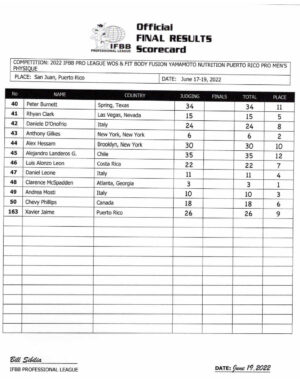 IFBB
PROFESSIONAL LEAGUE
Official
FINAL RESULTS
Scorecard
COMPETITION: 2022 IFBB PRO LEAGUE WOS & FIT BODY FUSION YAMAMOTO NUTRITION PUERTO RICO PRO MEN'S
PHYSIQUE
PLACE: San Juan, Puerto Rico DATE: June 17-19, 2022
No NAME COUNTRY JUDGING FINALS TOTAL PLACE
40 Peter Burnett Spring, Texas 34 34 11
41 Rhyan Clark Las Vegas, Nevada 15 15 5
42 Daniele D'Onofrio Italy 24 24 8
43 Anthony Gilkes New York, New York 6 6 2
44 Alex Hessam Brooklyn, New York 30 30 10
45 Alejandro Landeros G. Chile 35 35 12
46 Luis Alonzo Leon Costa Rica 22 22 7
47 Daniel Leone Italy 11 11 4
48 Clarence McSpadden Atlanta, Georgia 3 3 1
49 Andrea Mosti Italy 10 10 3
50 Chevy Phillips Canada 18 18 6
163 Xavier Jaime Puerto Rico 26 26 9
Bill
IFBB PROFESSIONAL LEAGUE DATE: June 19, 2022